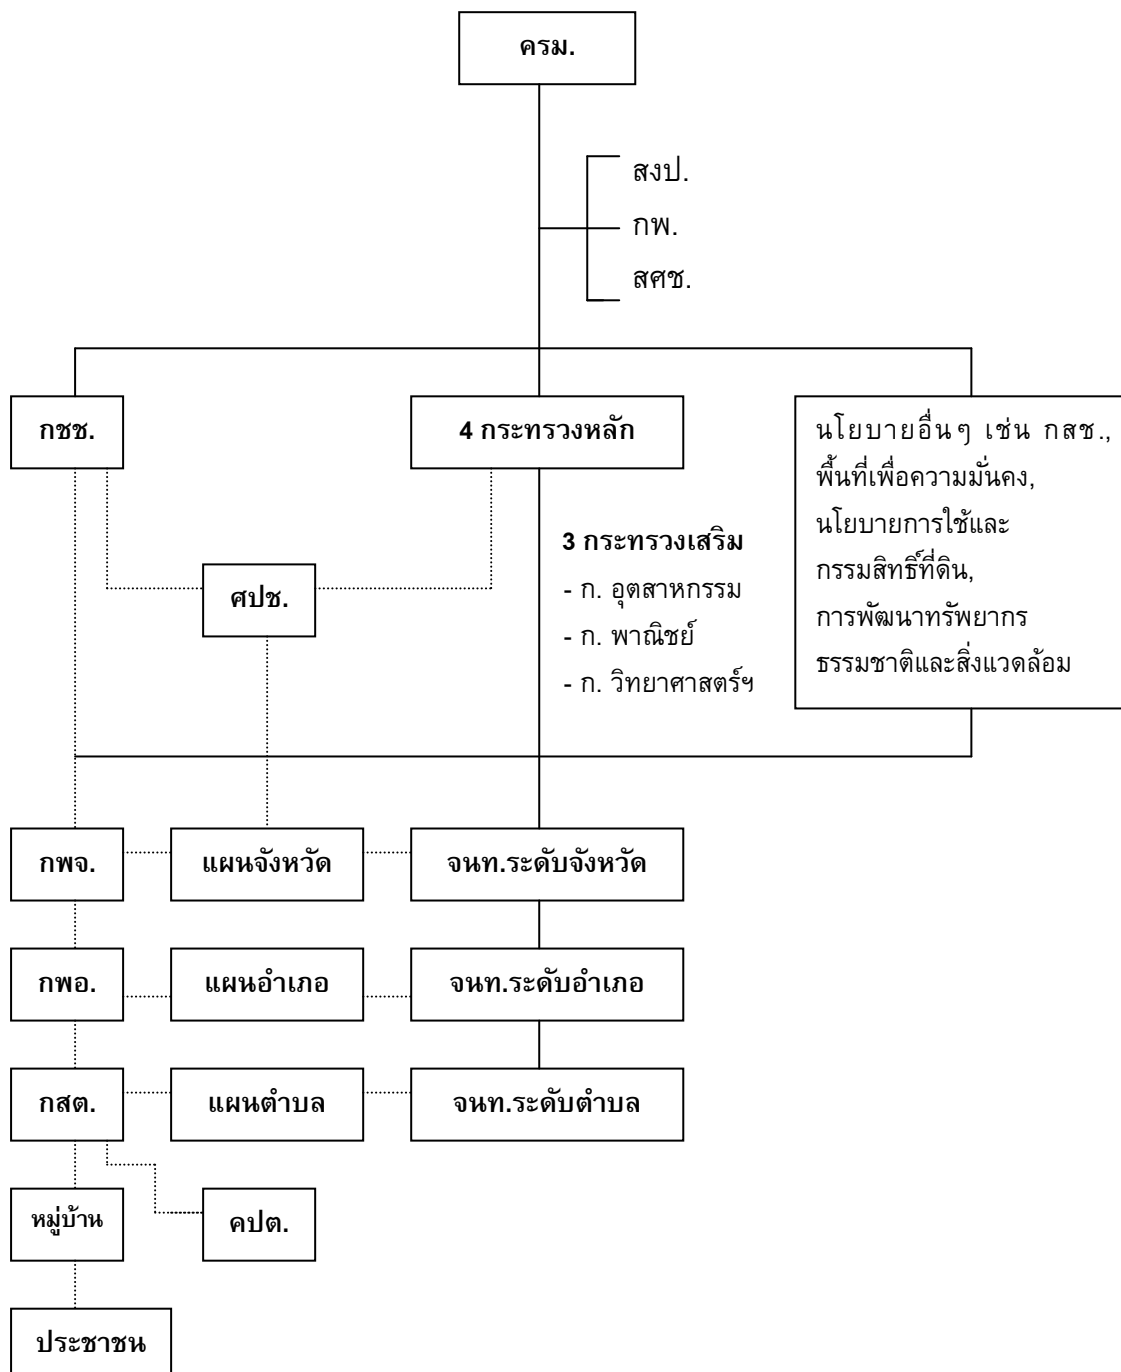 ครม.
สงป.
กพ.
สศช.
กชช.
4 กระทรวงหลัก
นโยบายอื่นๆ เช่น กสช.,
พื้นที่เพื่อความมั่นคง,
นโยบายการใช้และ
กรรมสิทธิ์ที่ดิน,
การพัฒนาทรัพยากร
ธรรมชาติและสิ่งแวดล้อม
3 กระทรวงเสริม
- ก. อุตสาหกรรม
- ก. พาณิชย์
- ก. วิทยาศาสตร์ฯ
ศปช.
กพจ.
แผนจังหวัด
จนท.ระดับจังหวัด
กพอ.
แผนอำเภอ
จนท.ระดับอำเภอ
กสต.
แผนตำบล
จนท.ระดับตำบล
หมู่บ้าน
คปต.
ประชาชน